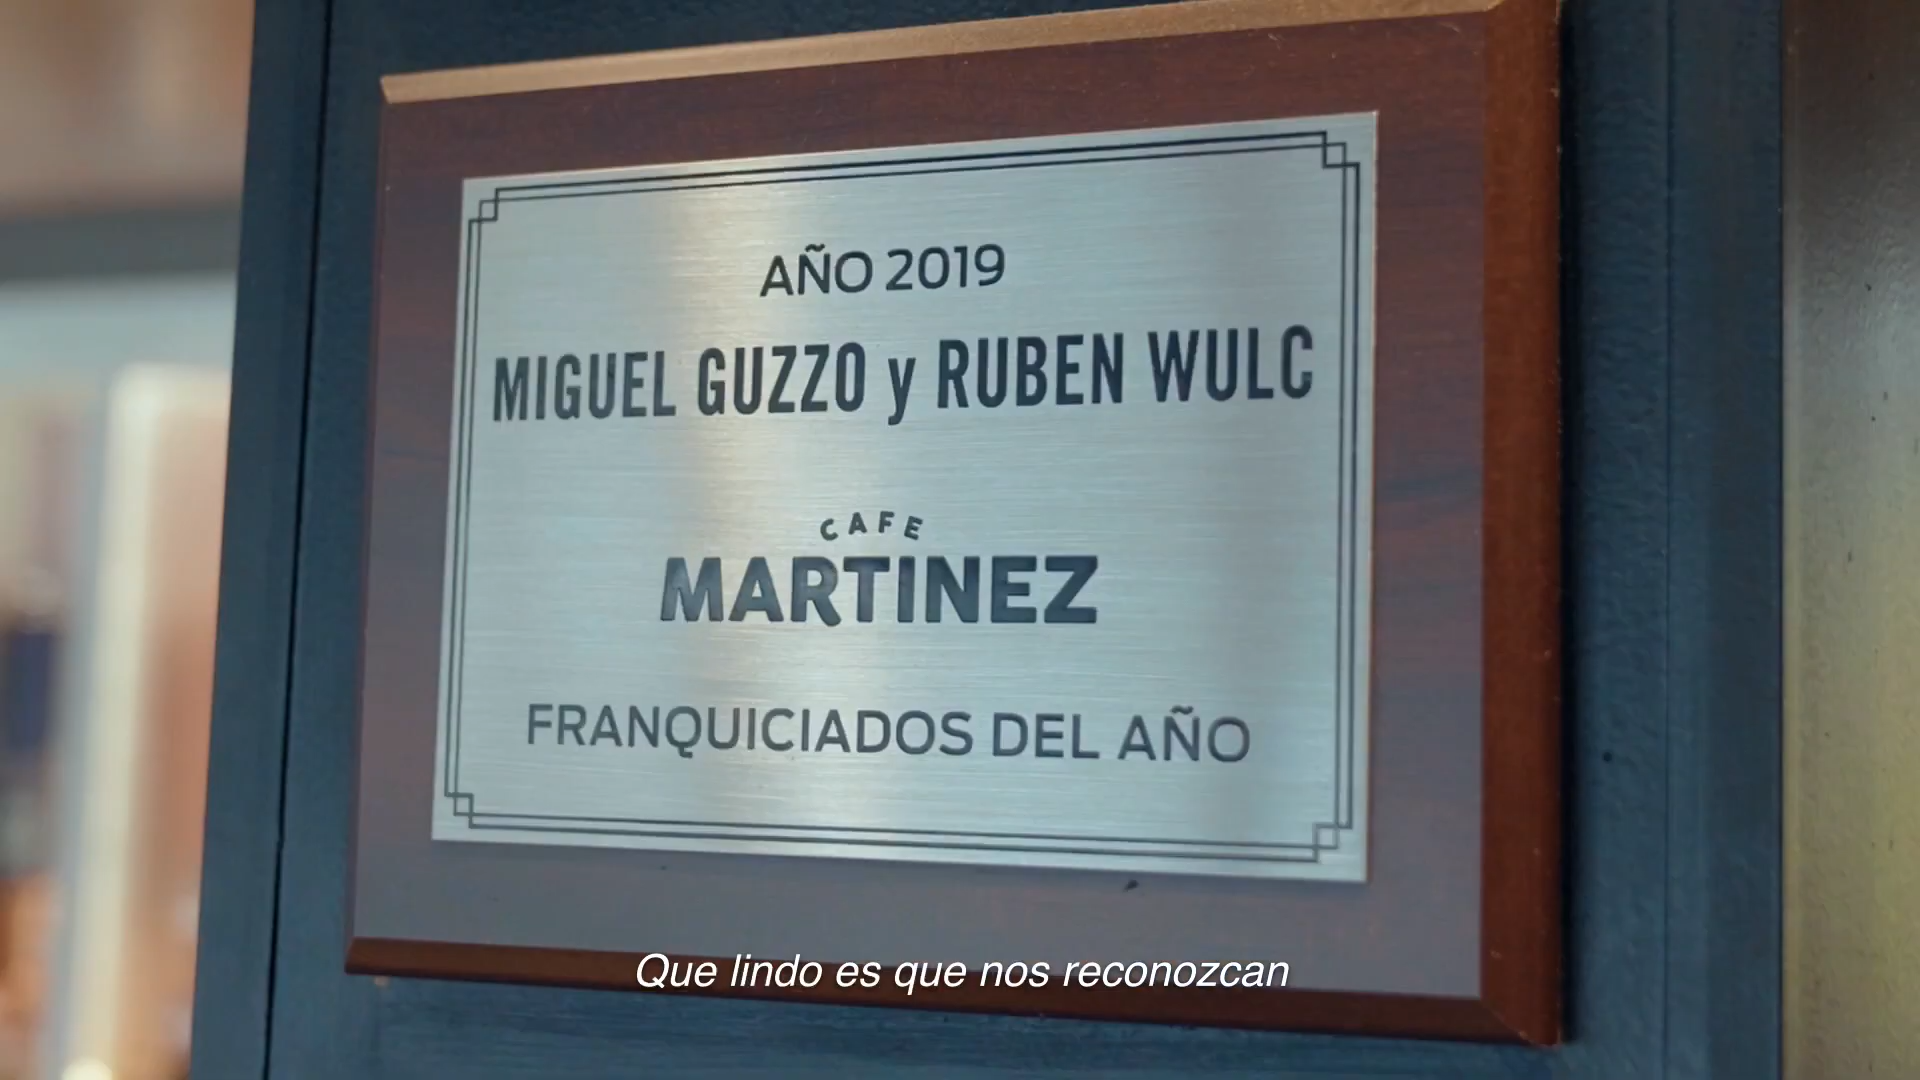 AÑO 2019
MIGUEL GUZZO y RUBEN WULC
CAFE
MARTINEZ
FRANQUICIADOS DEL AÑO
Que lindo es que nos reconozcan